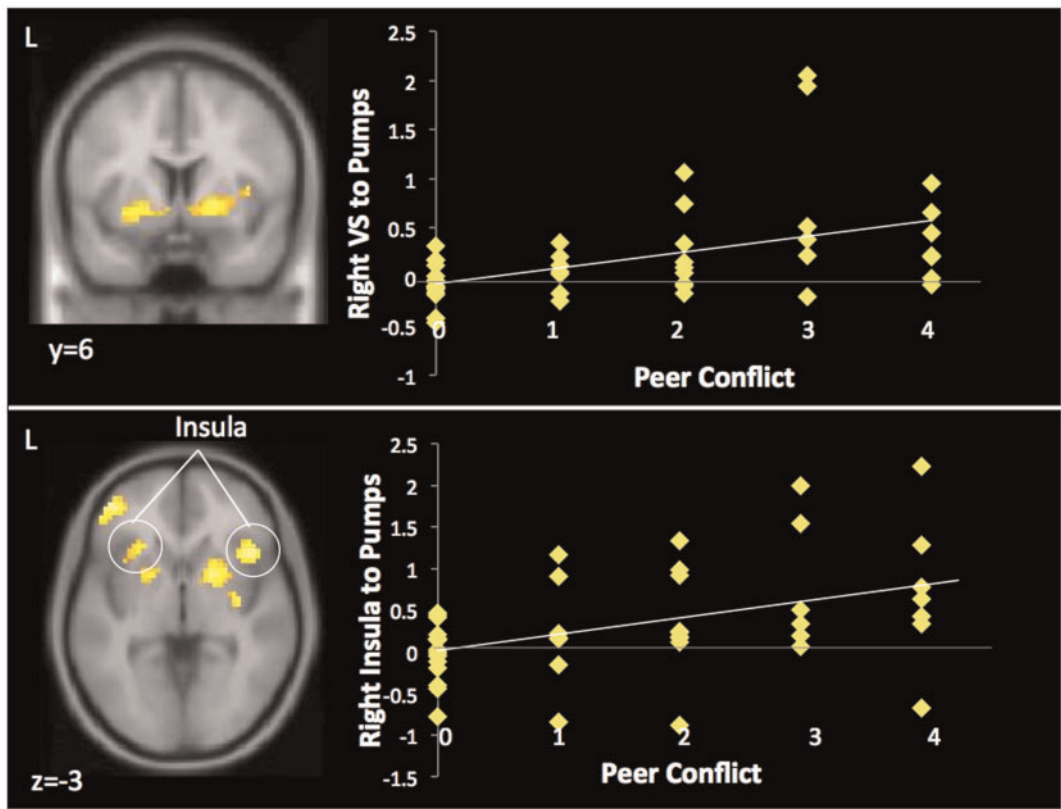 L
y=6
Right VS to Pumps
2.5
2
1.5
1
0.5
0
-0.5
-1
0 1 2 3 4
Peer Conflict
L
Insula
z=-3
Right Insula to Pumps
2.5
2
1.5
1
0.5
0
-0.5
-1
-1.5
0 1 2 3 4
Peer Conflict